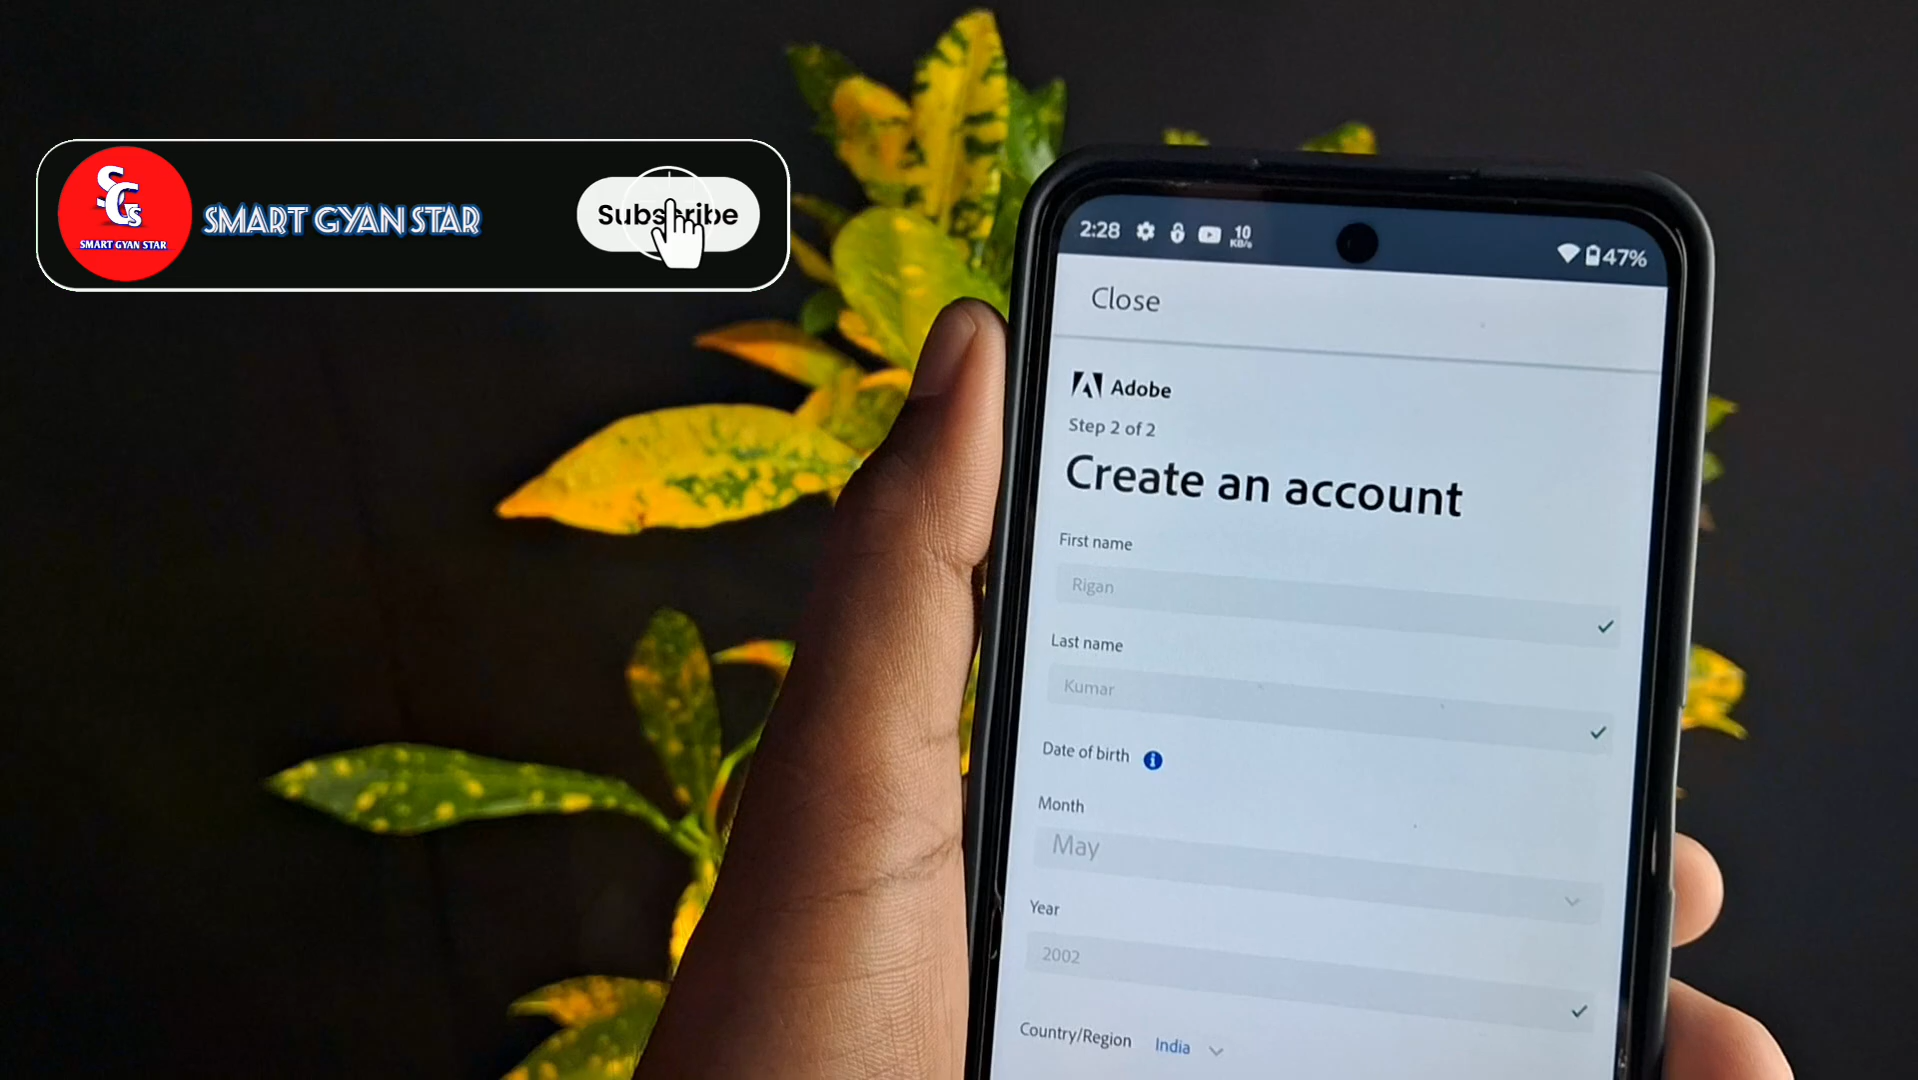 SGS
SMART GYAN STAR
SMART GYAN STAR
Subscribe
2:28
10
KB/s
47%
Close
Adobe
Step 2 of 2
Create an account
First name
Rigan
Last name
Kumar
Date of birth
Month
May
Year
2002
Country/Region India